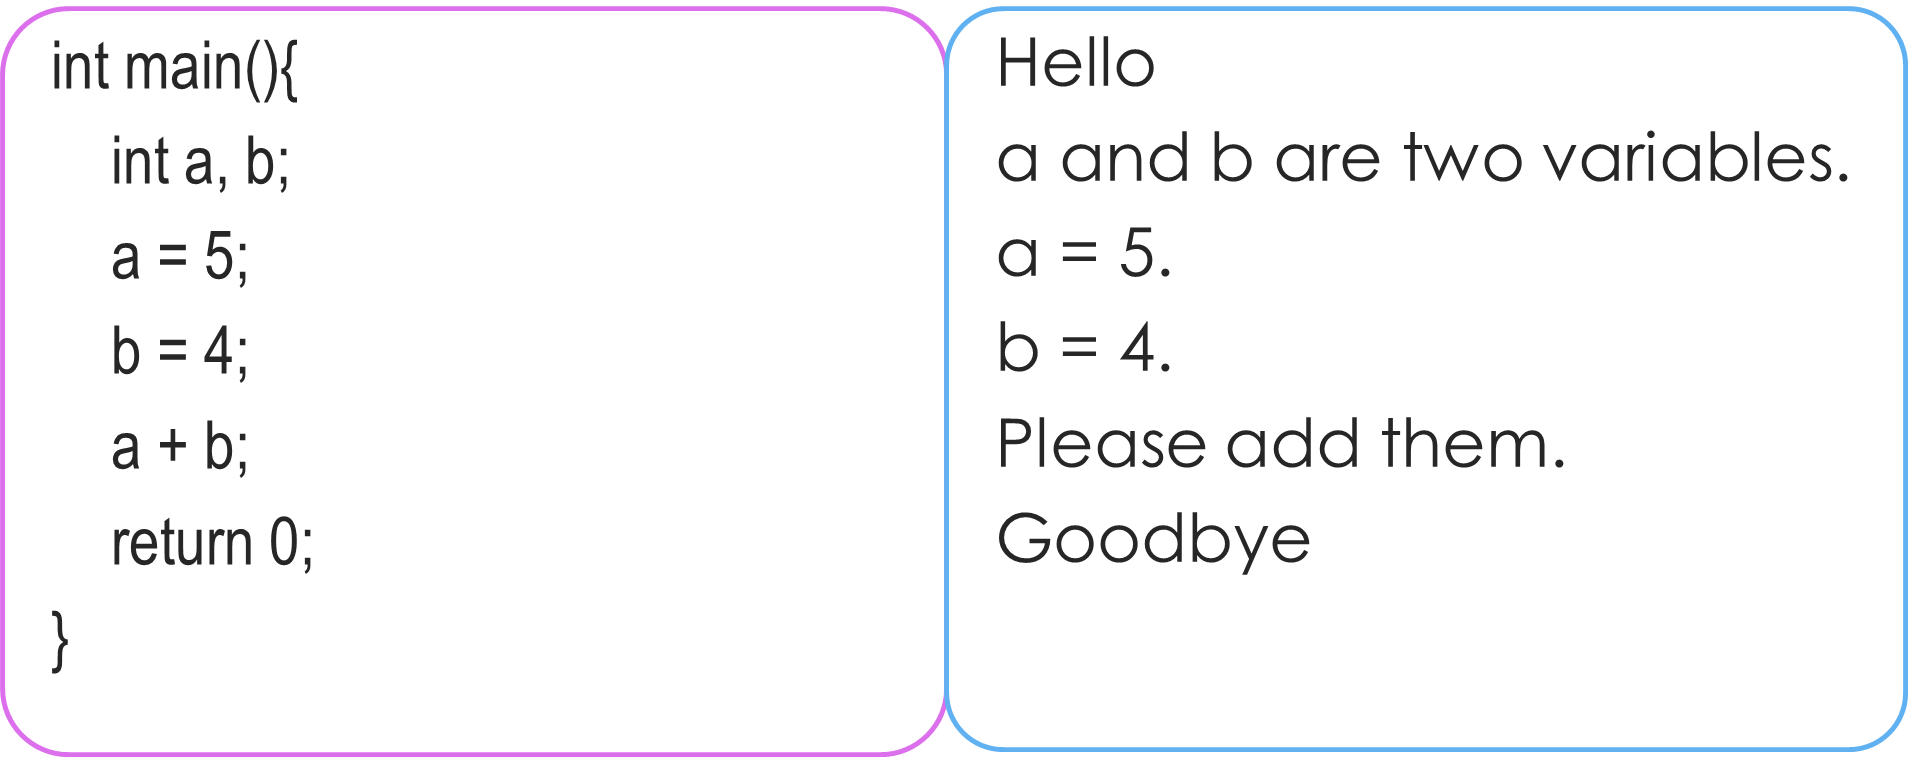 int main(){
int a, b;
a = 5;
b = 4;
a + b;
return 0;
}
Hello
a and b are two variables.
a = 5.
b = 4.
Please add them.
Goodbye